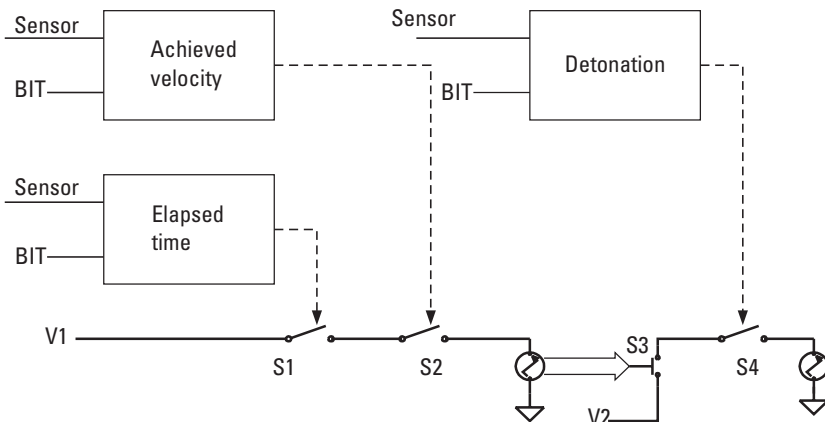 Sensor
Achieved
velocity
BIT
Sensor
Detonation
BIT
Sensor
Elapsed
time
BIT
V1
S1
S2
S3
S4
V2